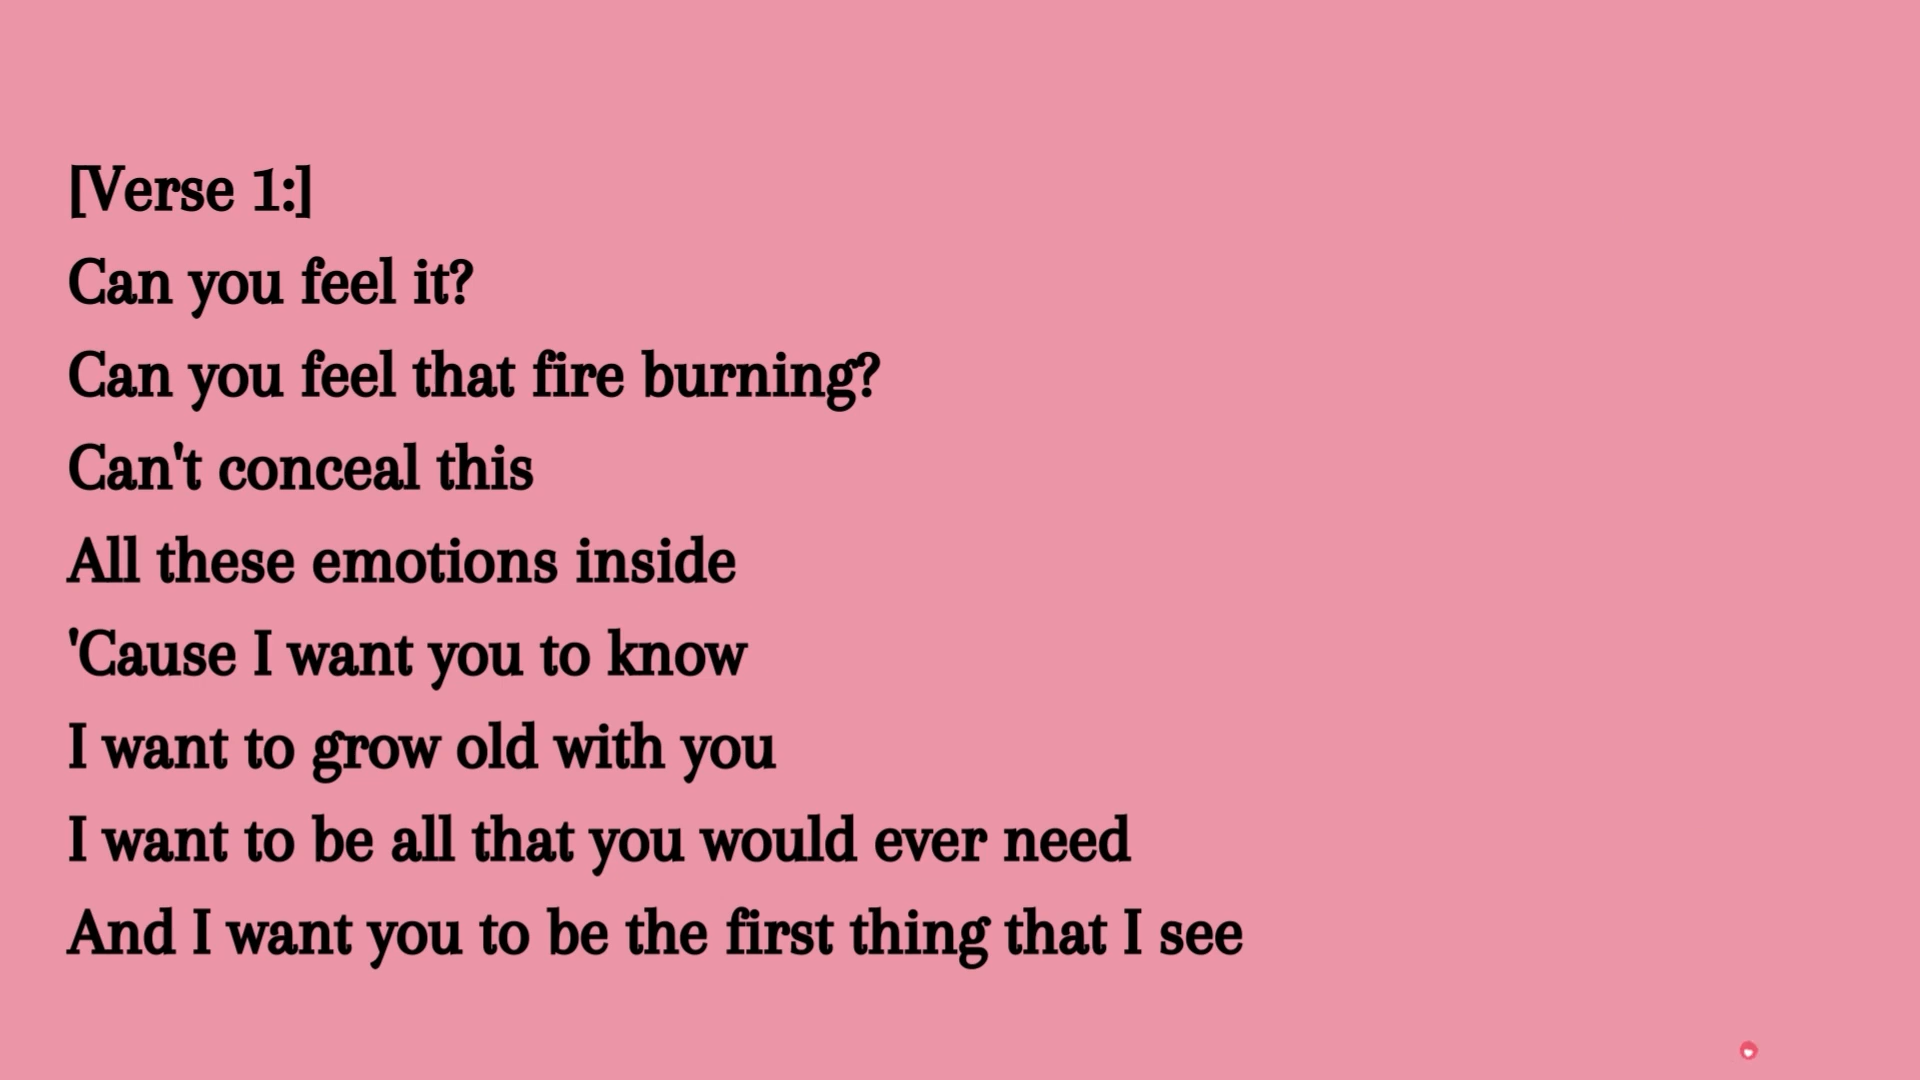 [Verse 1:]
Can you feel it?
Can you feel that fire burning?
Can't conceal this
All these emotions inside
'Cause I want you to know
I want to grow old with you
I want to be all that you would ever need
And I want you to be the first thing that I see